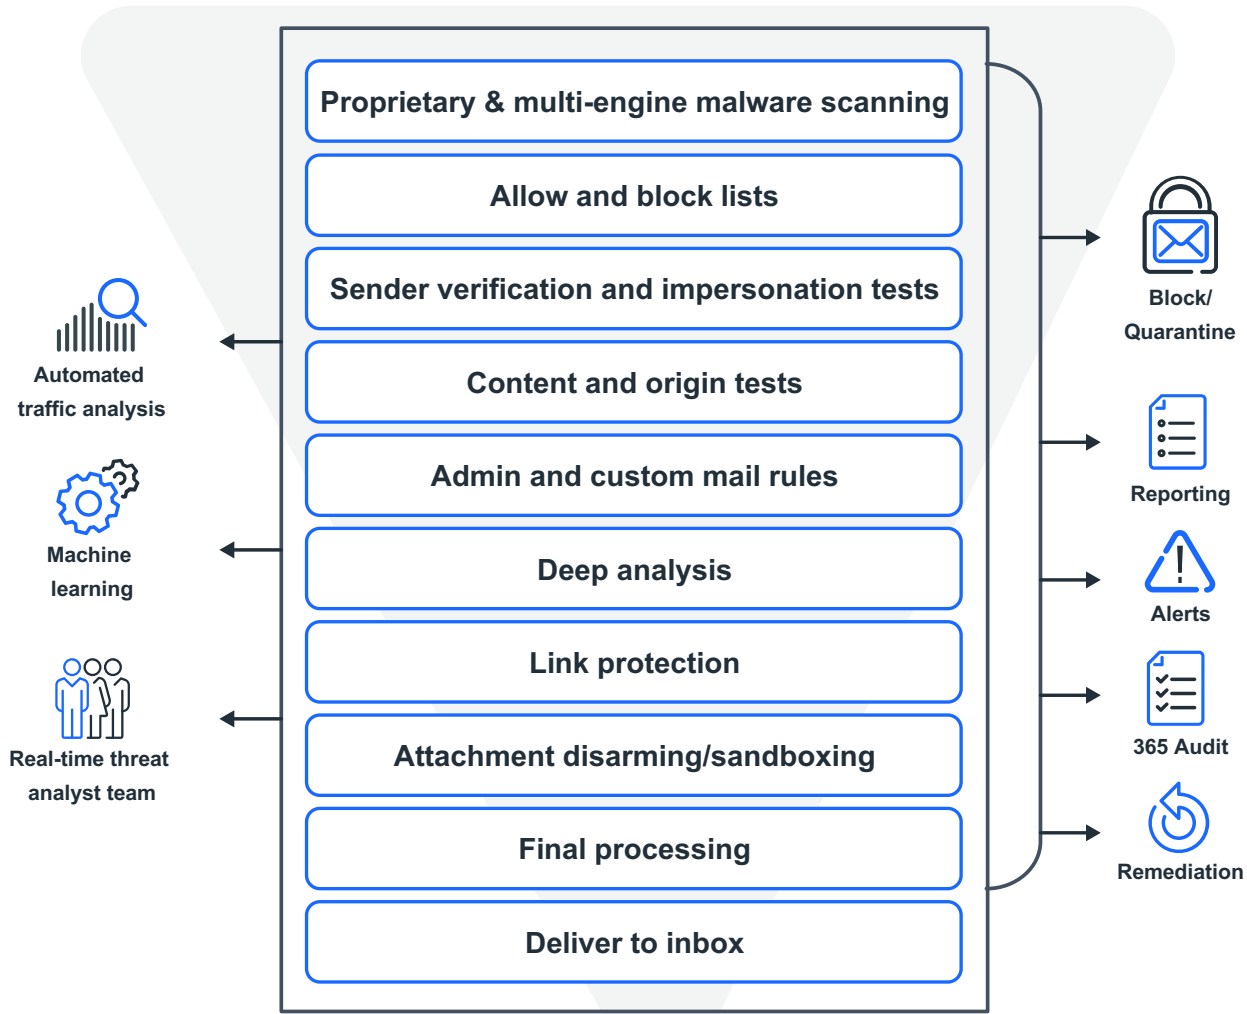 Proprietary & multi-engine malware scanning
Allow and block lists
Sender verification and impersonation tests
Content and origin tests
Admin and custom mail rules
Deep analysis
Link protection
Attachment disarming/sandboxing
Final processing
Deliver to inbox
Automated
traffic analysis
Machine
learning
Real-time threat
analyst team
Block/
Quarantine
Reporting
Alerts
365 Audit
Remediation